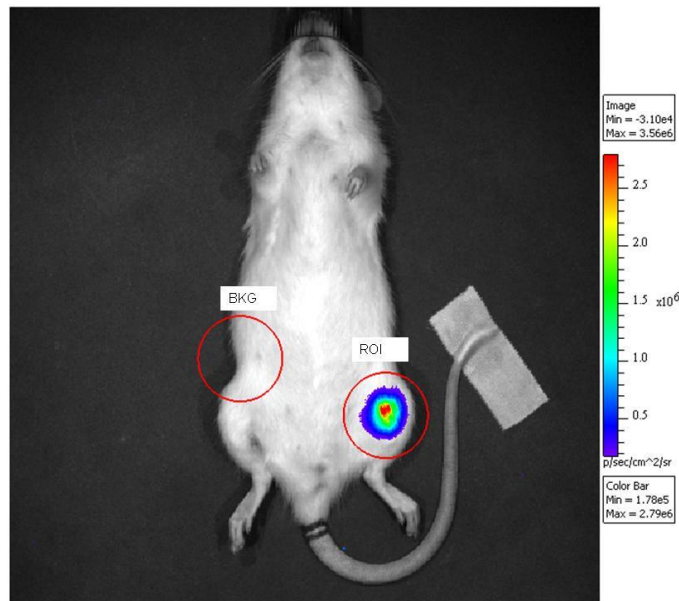 BKG
ROI
Image
Min = -3.10e4
Max = 3.56e6
2.5
2.0
1.5
x10^6
1.0
0.5
p/sec/cm^2/sr
Color Bar
Min = 1.78e5
Max = 2.79e6